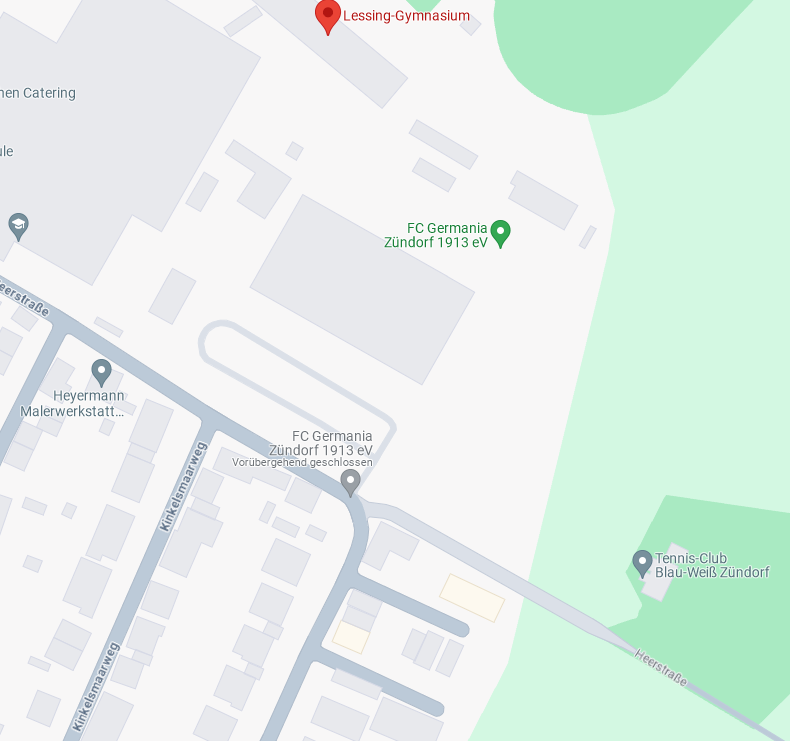 Lessing-Gymnasium
nen Catering
ule
FC Germania
Zündorf 1913 eV
eerstraße
Heyermann
Malerwerkstatt...
FC Germania
Zündorf 1913 eV
Vorübergehend geschlossen
Kinkelsmaarweg
Tennis-Club
Blau-Weiß Zündorf
Heerstraße
Kinkelsmaarweg